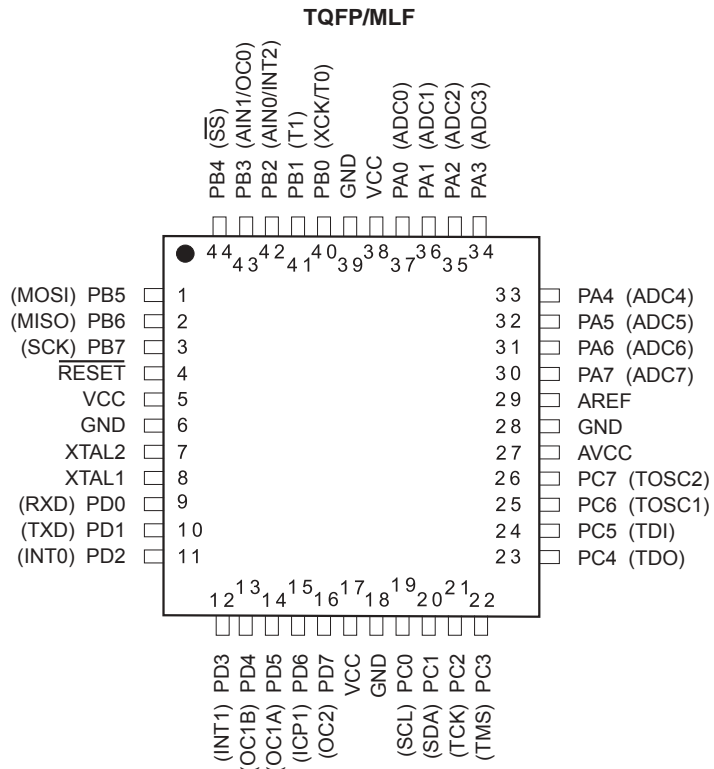 TQFP/MLF
PB4 (SS)
PB3 (AIN1/OC0)
PB2 (AIN0/INT2)
PB1 (T1)
PB0 (XCK/T0)
GND
VCC
PA0 (ADC0)
PA1 (ADC1)
PA2 (ADC2)
PA3 (ADC3)
44
43
42
41
40
39
38
37
36
35
34
(MOSI) PB5 1
(MISO) PB6 2
(SCK) PB7 3
RESET 4
VCC 5
GND 6
XTAL2 7
XTAL1 8
(RXD) PD0 9
(TXD) PD1 10
(INT0) PD2 11
33 PA4 (ADC4)
32 PA5 (ADC5)
31 PA6 (ADC6)
30 PA7 (ADC7)
29 AREF
28 GND
27 AVCC
26 PC7 (TOSC2)
25 PC6 (TOSC1)
24 PC5 (TDI)
23 PC4 (TDO)
12
13
14
15
16
17
18
19
20
21
22
(INT1) PD3
(OC1B) PD4
(OC1A) PD5
(ICP1) PD6
(OC2) PD7
VCC
GND
(SCL) PC0
(SDA) PC1
(TCK) PC2
(TMS) PC3